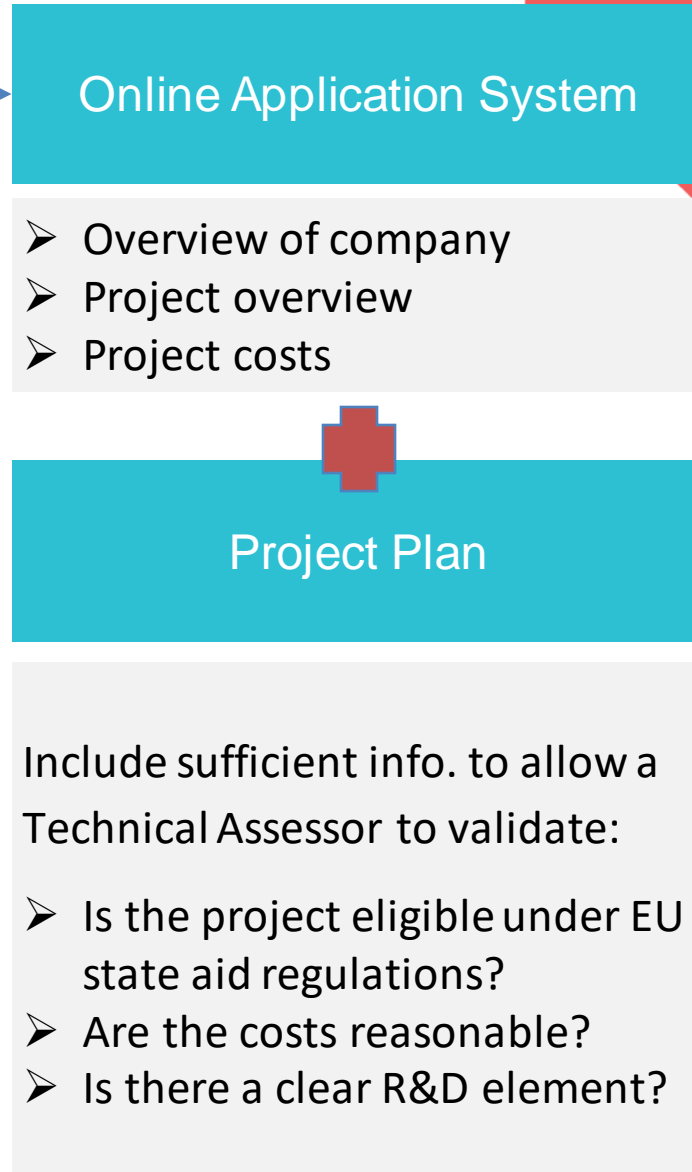 Online Application System
➢ Overview of company
➢ Project overview
➢ Project costs
Project Plan
Include sufficient info. to allow a
Technical Assessor to validate:
➢ Is the project eligible under EU
state aid regulations?
➢ Are the costs reasonable?
➢ Is there a clear R&D element?